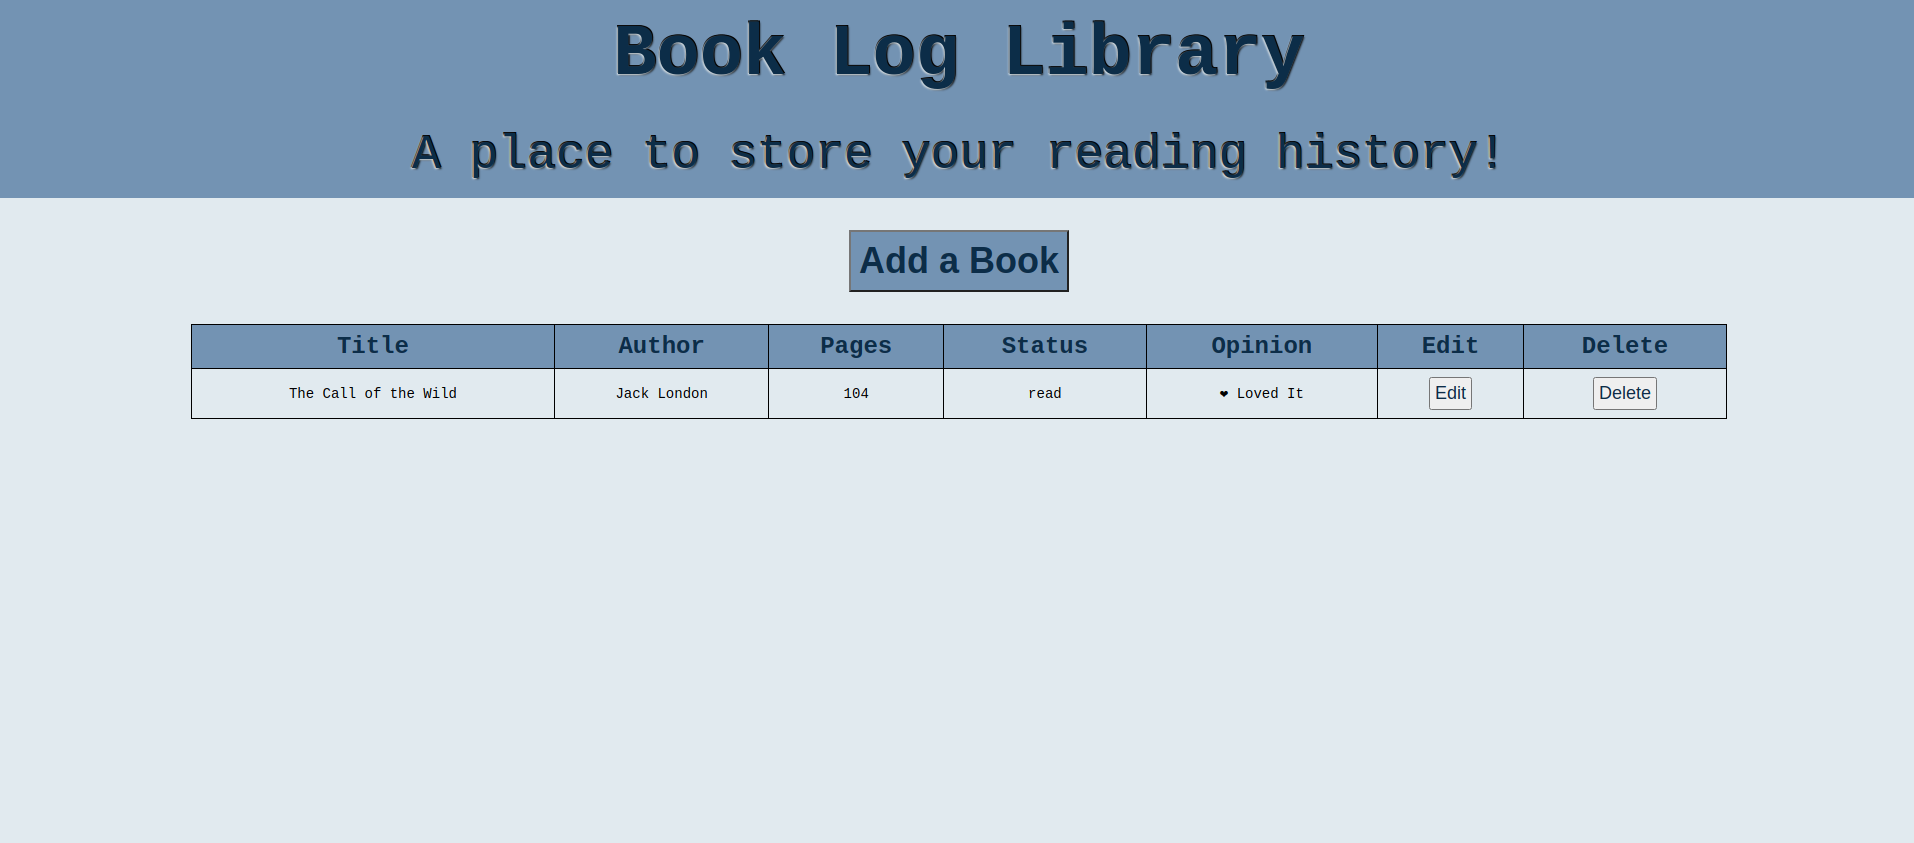 Book Log Library
A place to store your reading history!
Add a Book
Title Author Pages Status Opinion Edit Delete
The Call of the Wild Jack London 104 read ❤ Loved It Edit Delete